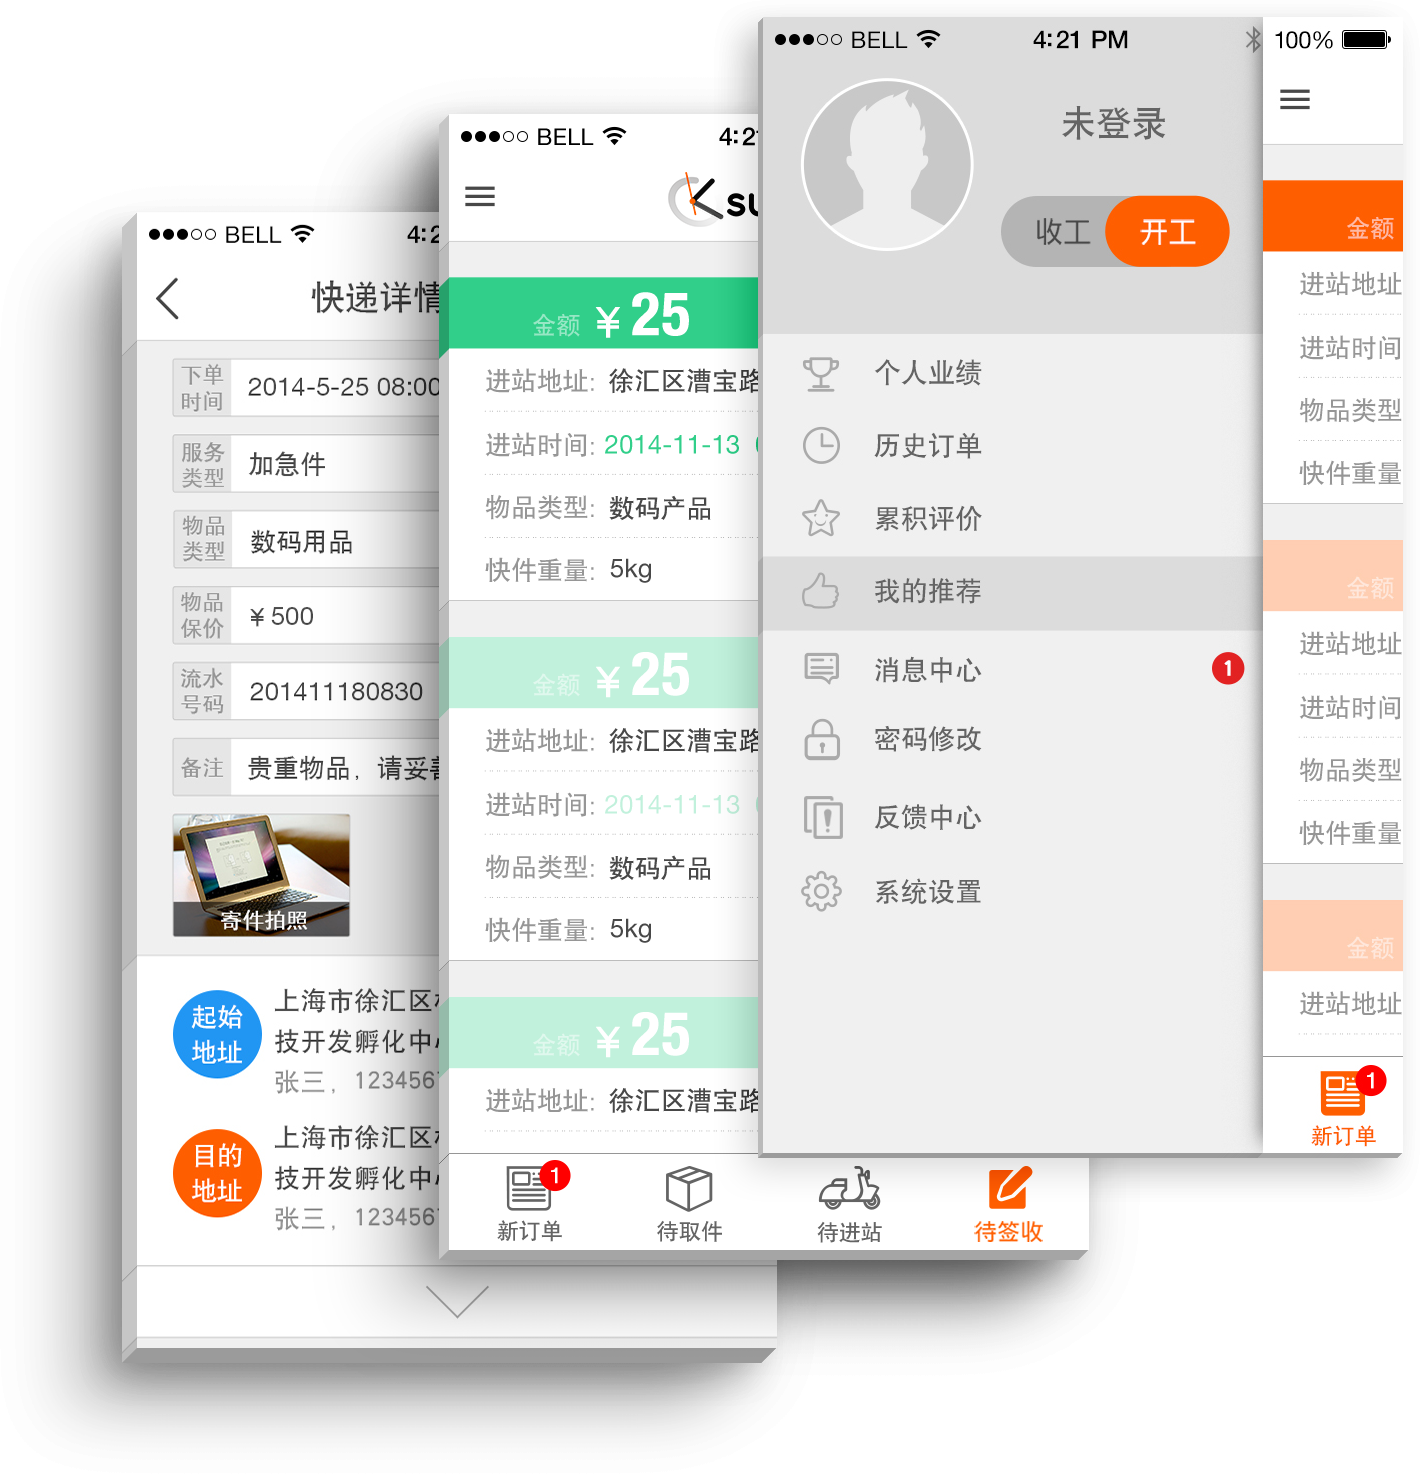 BELL 4:2
快递详情
下单时间 2014-5-25 08:00
服务类型 加急件
物品类型 数码用品
物品保价 ¥ 500
流水号码 201411180830
备注 贵重物品，请妥善
寄件拍照
起始地址
上海市徐汇区
技开发孵化中心
张三，1234567
目的地址
上海市徐汇区
技开发孵化中心
张三，1234567
BELL 4:21
su
金额 ¥ 25
进站地址: 徐汇区漕宝路
进站时间: 2014-11-13
物品类型: 数码产品
快件重量: 5kg
金额 ¥ 25
进站地址: 徐汇区漕宝路
进站时间: 2014-11-13
物品类型: 数码产品
快件重量: 5kg
金额 ¥ 25
进站地址: 徐汇区漕宝路
1
新订单 待取件 待进站 待签收
BELL 4:21 PM 100%
未登录
收工 开工
个人业绩
历史订单
累积评价
我的推荐
消息中心 1
密码修改
反馈中心
系统设置
金额
进站地址
进站时间
物品类型
快件重量
金额
进站地址
进站时间
物品类型
快件重量
金额
进站地址
1
新订单